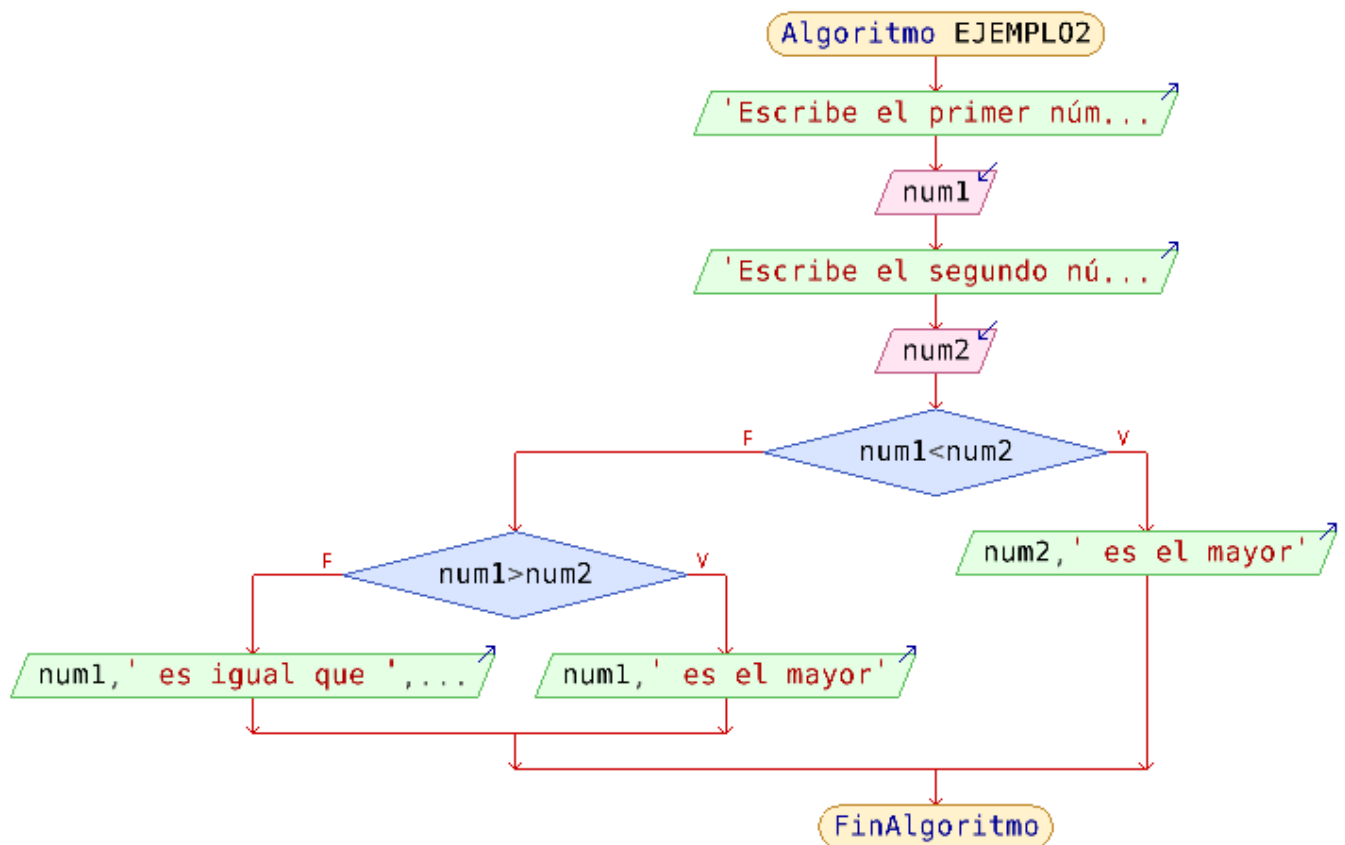 Algoritmo EJEMPLO2
'Escribe el primer núm...
num1
'Escribe el segundo nú...
num2
num1<num2
F
V
num2,' es el mayor'
num1>num2
F
V
num1,' es igual que ',...
num1,' es el mayor'
FinAlgoritmo